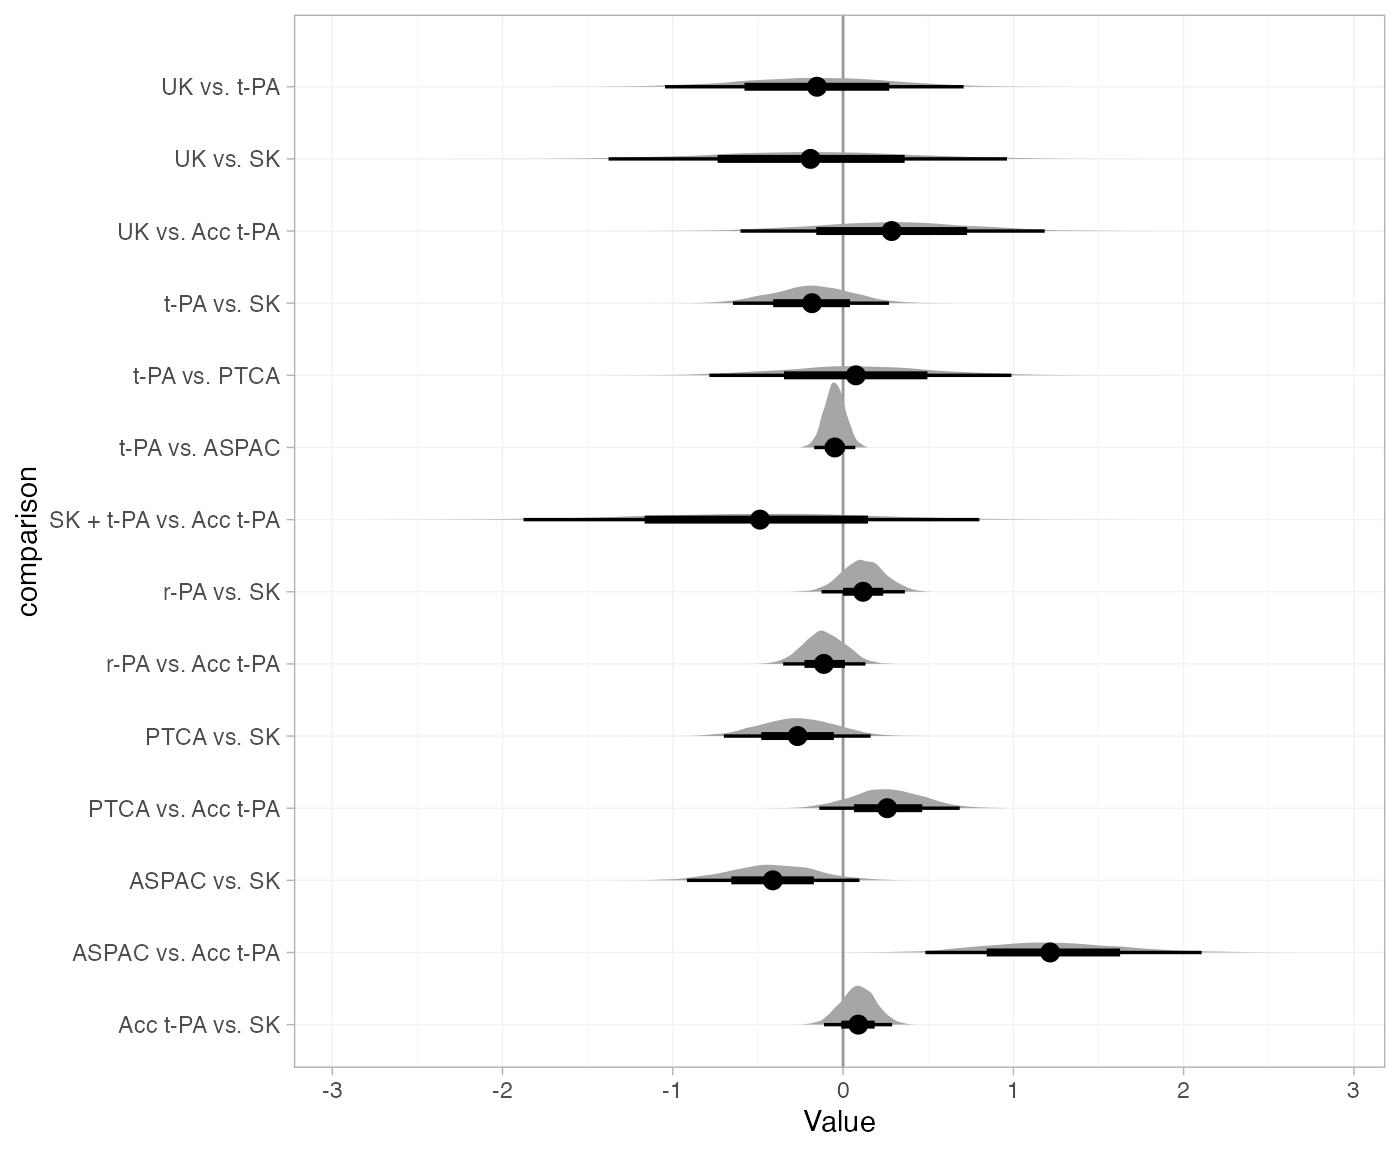 UK vs. t-PA
UK vs. SK
UK vs. Acc t-PA
t-PA vs. SK
t-PA vs. PTCA
t-PA vs. ASPAC
SK + t-PA vs. Acc t-PA
r-PA vs. SK
r-PA vs. Acc t-PA
PTCA vs. SK
PTCA vs. Acc t-PA
ASPAC vs. SK
ASPAC vs. Acc t-PA
Acc t-PA vs. SK
comparison
-3 -2 -1 0 1 2 3
Value